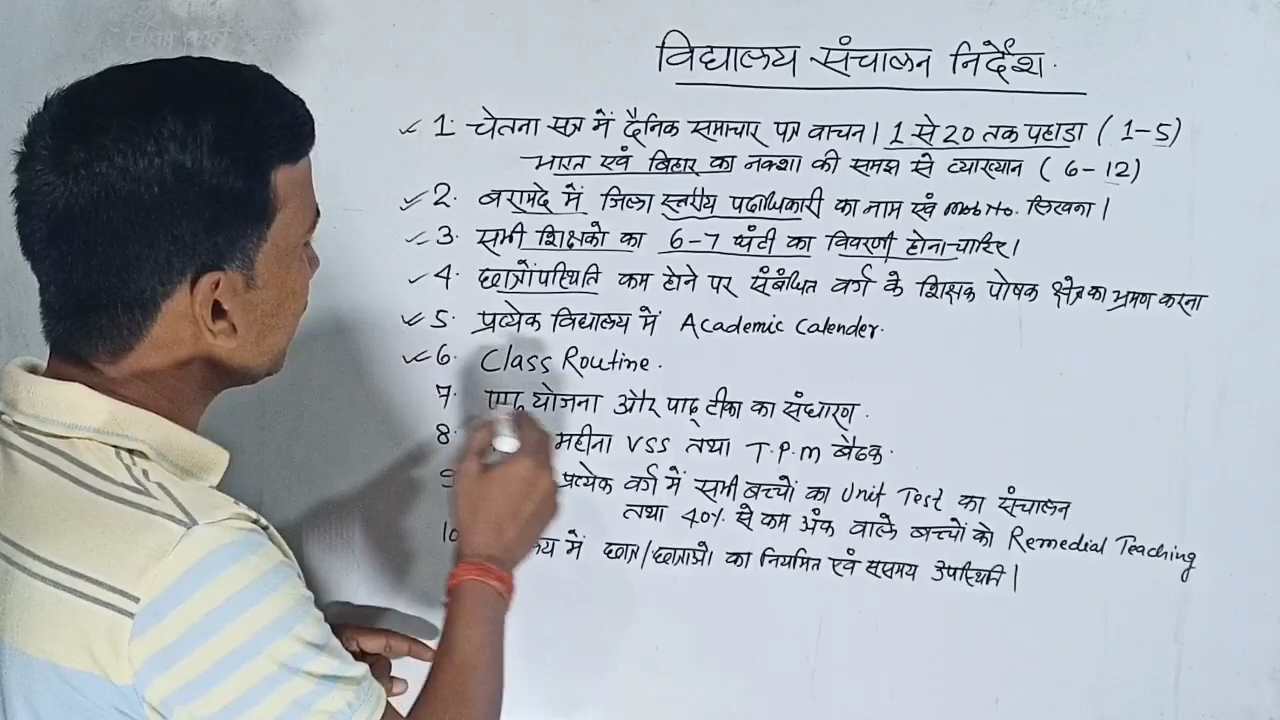 विद्यालय संचालन निर्देश.
1. चेतना सत्र में दैनिक समाचार पत्र वाचन। 1 से 20 तक पहाडा (1-5)
भारत एवं बिहार का नक्शा की समझ से व्याख्यान (6-12)
2. बरामदे में जिला स्तरीय पदाधिकारी का नाम एवं Mob No. लिखना।
3. सभी शिक्षको का 6-7 घंटी का विवरणी होना चाहिए।
4. छात्रोंपस्थिति कम होने पर संबंधित वर्ग के शिक्षक पोषक क्षेत्र का भ्रमण करना
5. प्रत्येक विद्यालय में Academic Calender.
6. Class Routine.
7. पाठ् योजना और पाठ् टीका का संधारण.
8. महीना VSS तथा T.P.M बैठक.
9 प्रत्येक वर्ग में सभी बच्चों का Unit Test का संचालन
तथा 40% से कम अंक वाले बच्चों को Remedial Teaching
10 में छात्र/छात्राओ का नियमित एवं ससमय उपस्थिति।